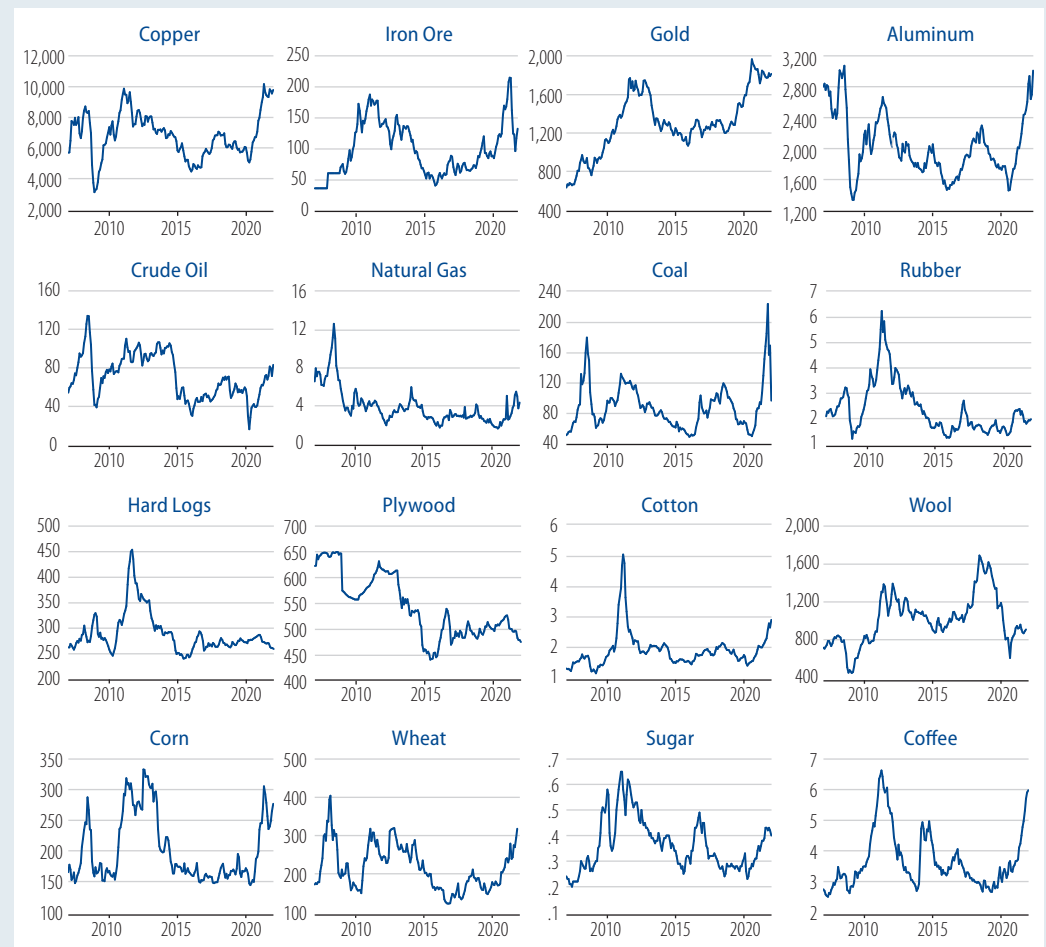 Copper
12,000
10,000
8,000
6,000
4,000
2,000
2010 2015 2020
Iron Ore
250
200
150
100
50
0
2010 2015 2020
Gold
2,000
1,600
1,200
800
400
2010 2015 2020
Aluminum
3,200
2,800
2,400
2,000
1,600
1,200
2010 2015 2020
Crude Oil
160
120
80
40
0
2010 2015 2020
Natural Gas
16
12
8
4
0
2010 2015 2020
Coal
240
200
160
120
80
40
2010 2015 2020
Rubber
7
6
5
4
3
2
1
2010 2015 2020
Hard Logs
500
450
400
350
300
250
200
2010 2015 2020
Plywood
700
650
600
550
500
450
400
2010 2015 2020
Cotton
6
5
4
3
2
1
2010 2015 2020
Wool
2,000
1,600
1,200
800
400
2010 2015 2020
Corn
350
300
250
200
150
100
2010 2015 2020
Wheat
500
400
300
200
100
2010 2015 2020
Sugar
.7
.6
.5
.4
.3
.2
.1
2010 2015 2020
Coffee
7
6
5
4
3
2
2010 2015 2020